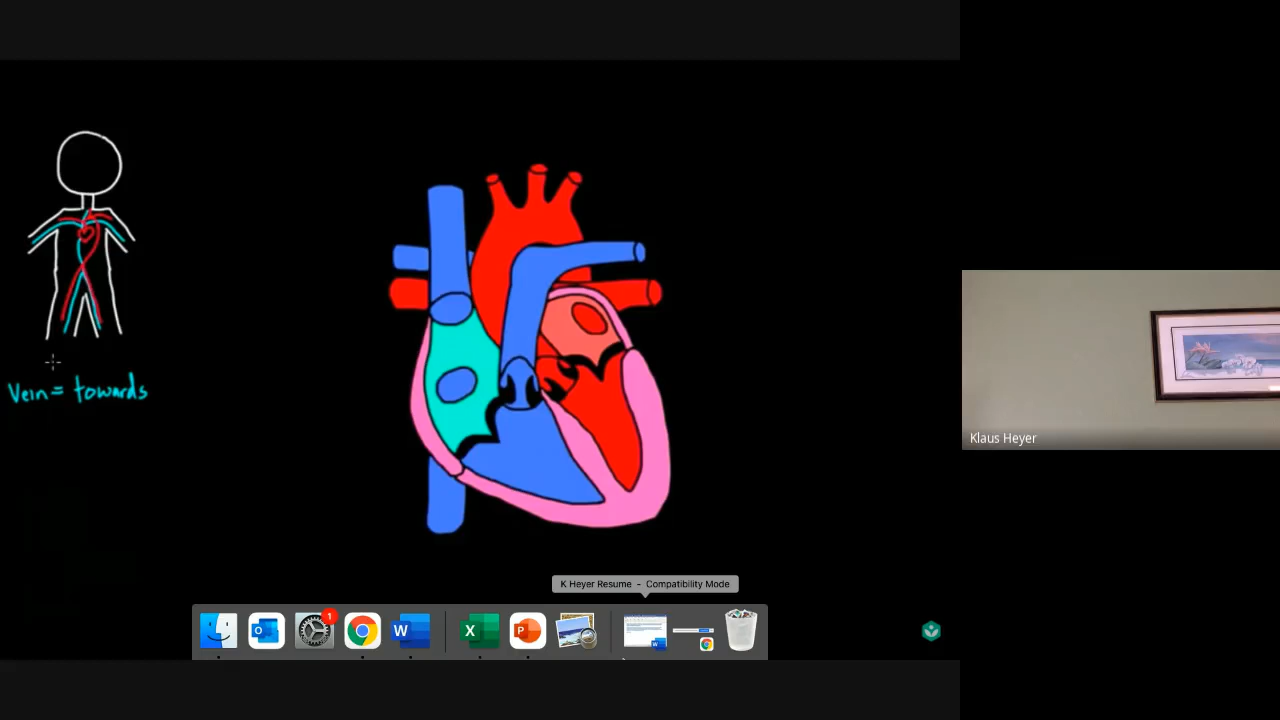 Vein = towards
Klaus Heyer
K Heyer Resume - Compatibility Mode
1
O
W
X
P
W